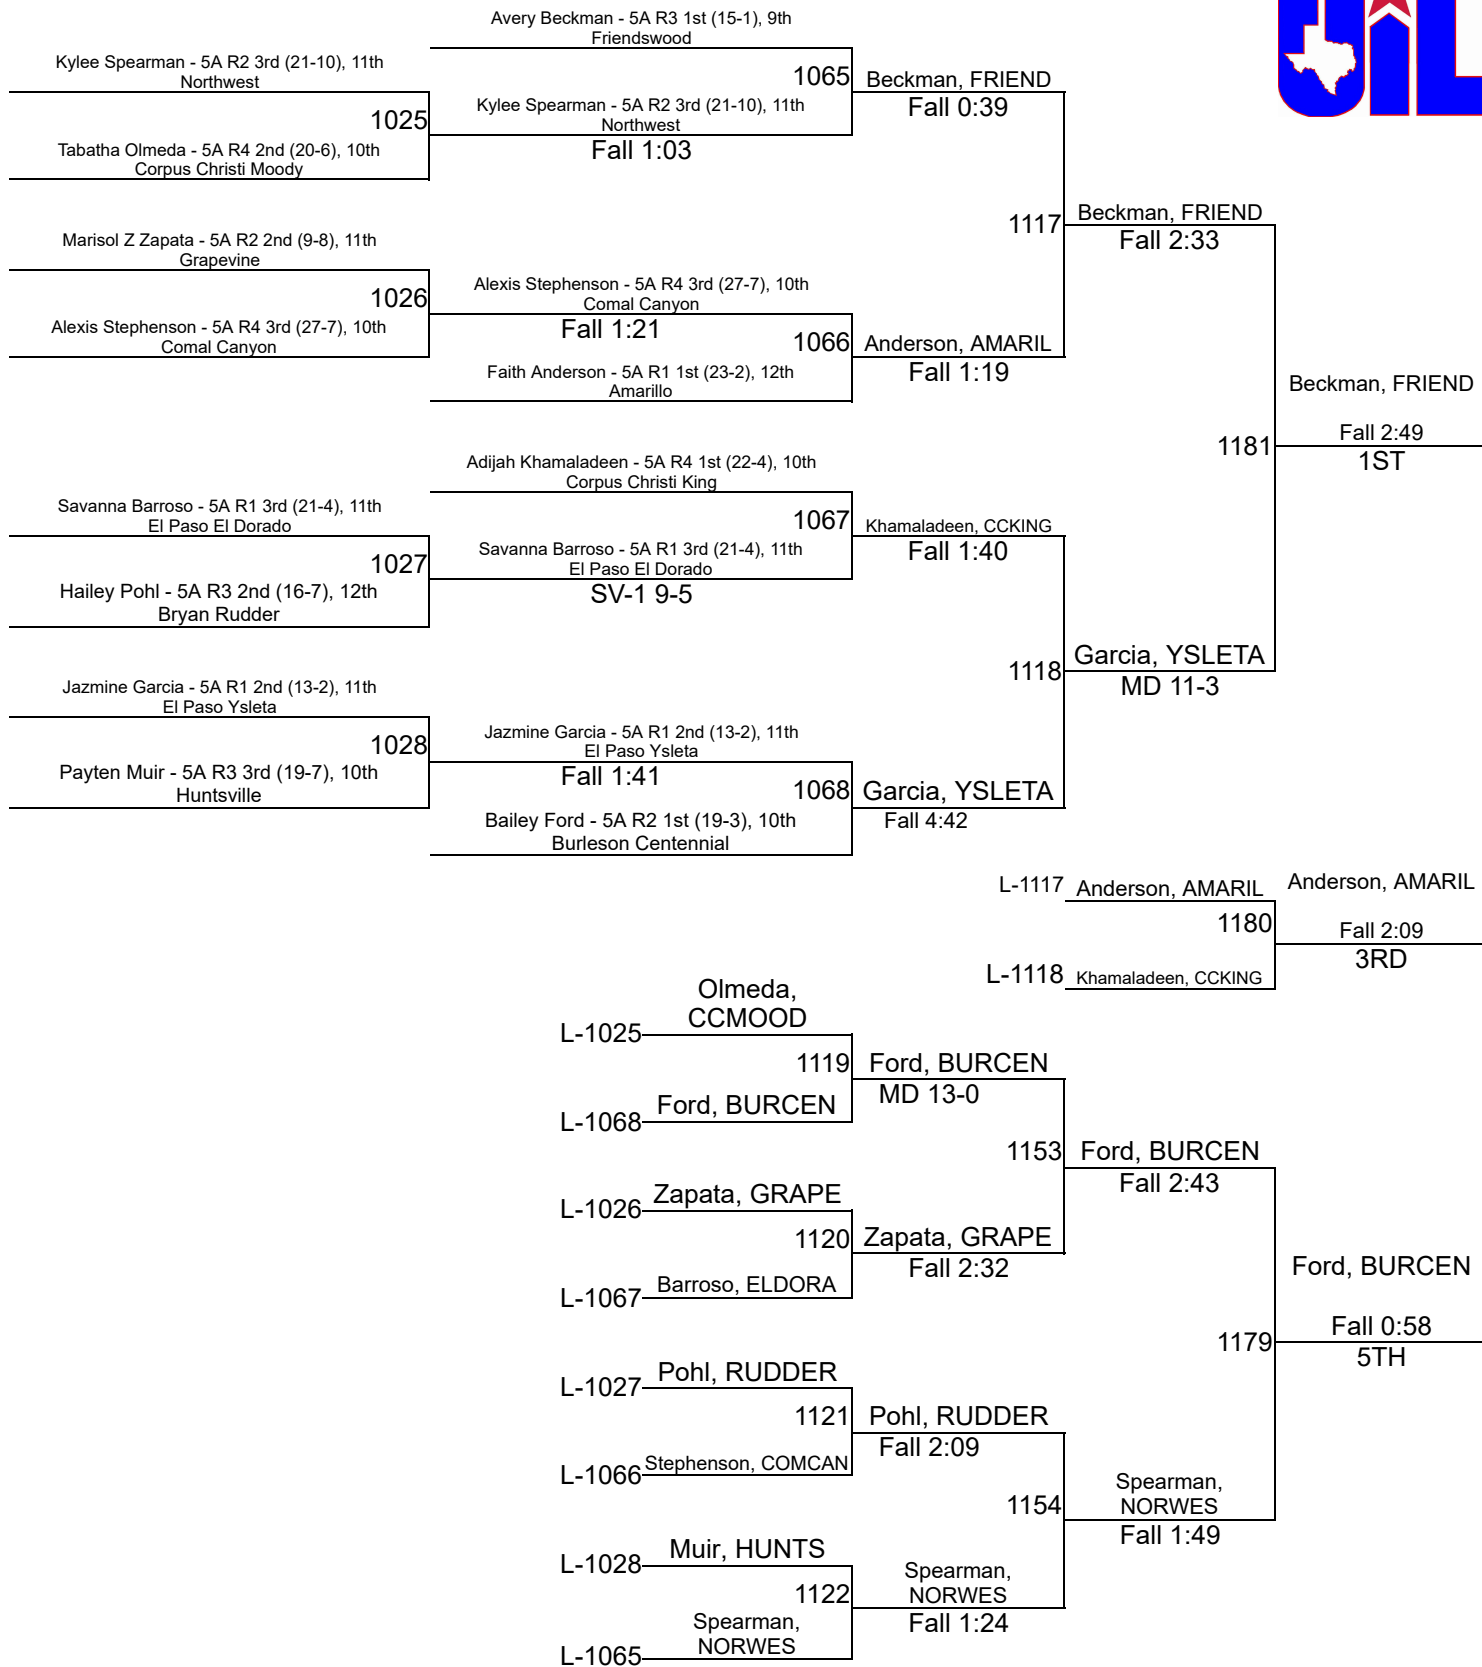 Avery Beckman - 5A R3 1st (15-1), 9th
Friendswood
Kylee Spearman - 5A R2 3rd (21-10), 11th
Northwest
1065
Beckman, FRIEND
Fall 0:39
1025
Kylee Spearman - 5A R2 3rd (21-10), 11th
Northwest
Fall 1:03
Tabatha Olmeda - 5A R4 2nd (20-6), 10th
Corpus Christi Moody
1117
Beckman, FRIEND
Fall 2:33
Marisol Z Zapata - 5A R2 2nd (9-8), 11th
Grapevine
1026
Alexis Stephenson - 5A R4 3rd (27-7), 10th
Comal Canyon
Fall 1:21
Alexis Stephenson - 5A R4 3rd (27-7), 10th
Comal Canyon
1066
Anderson, AMARIL
Fall 1:19
Faith Anderson - 5A R1 1st (23-2), 12th
Amarillo
Beckman, FRIEND
1181
Fall 2:49
1ST
Adijah Khamaladeen - 5A R4 1st (22-4), 10th
Corpus Christi King
Savanna Barroso - 5A R1 3rd (21-4), 11th
El Paso El Dorado
1067
Khamaladeen, CCKING
Fall 1:40
1027
Savanna Barroso - 5A R1 3rd (21-4), 11th
El Paso El Dorado
SV-1 9-5
Hailey Pohl - 5A R3 2nd (16-7), 12th
Bryan Rudder
1118
Garcia, YSLETA
MD 11-3
Jazmine Garcia - 5A R1 2nd (13-2), 11th
El Paso Ysleta
1028
Jazmine Garcia - 5A R1 2nd (13-2), 11th
El Paso Ysleta
Fall 1:41
Payten Muir - 5A R3 3rd (19-7), 10th
Huntsville
1068
Garcia, YSLETA
Fall 4:42
Bailey Ford - 5A R2 1st (19-3), 10th
Burleson Centennial
L-1117
Anderson, AMARIL
Anderson, AMARIL
1180
Fall 2:09
3RD
L-1118
Khamaladeen, CCKING
Olmeda,
CCMOOD
L-1025
1119
Ford, BURCEN
MD 13-0
L-1068
Ford, BURCEN
1153
Ford, BURCEN
Fall 2:43
L-1026
Zapata, GRAPE
1120
Zapata, GRAPE
Fall 2:32
L-1067
Barroso, ELDORA
Ford, BURCEN
1179
Fall 0:58
5TH
L-1027
Pohl, RUDDER
1121
Pohl, RUDDER
Fall 2:09
L-1066
Stephenson, COMCAN
1154
Spearman,
NORWES
Fall 1:49
L-1028
Muir, HUNTS
1122
Spearman,
NORWES
Fall 1:24
L-1065
Spearman,
NORWES
UIL